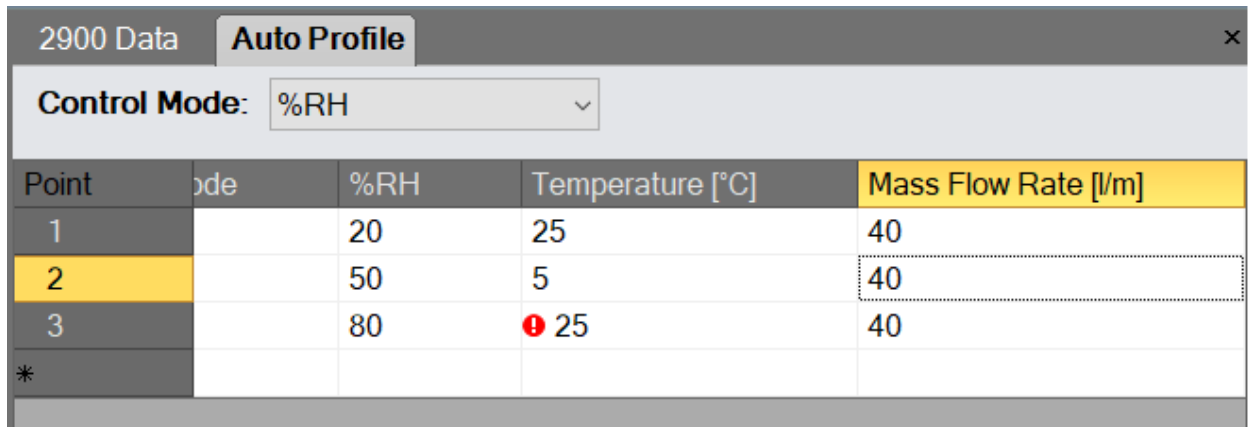 2900 Data Auto Profile ×
Control Mode: %RH
Point ode %RH Temperature [°C] Mass Flow Rate [l/m]
1 20 25 40
2 50 5 40
3 80 25 40
*